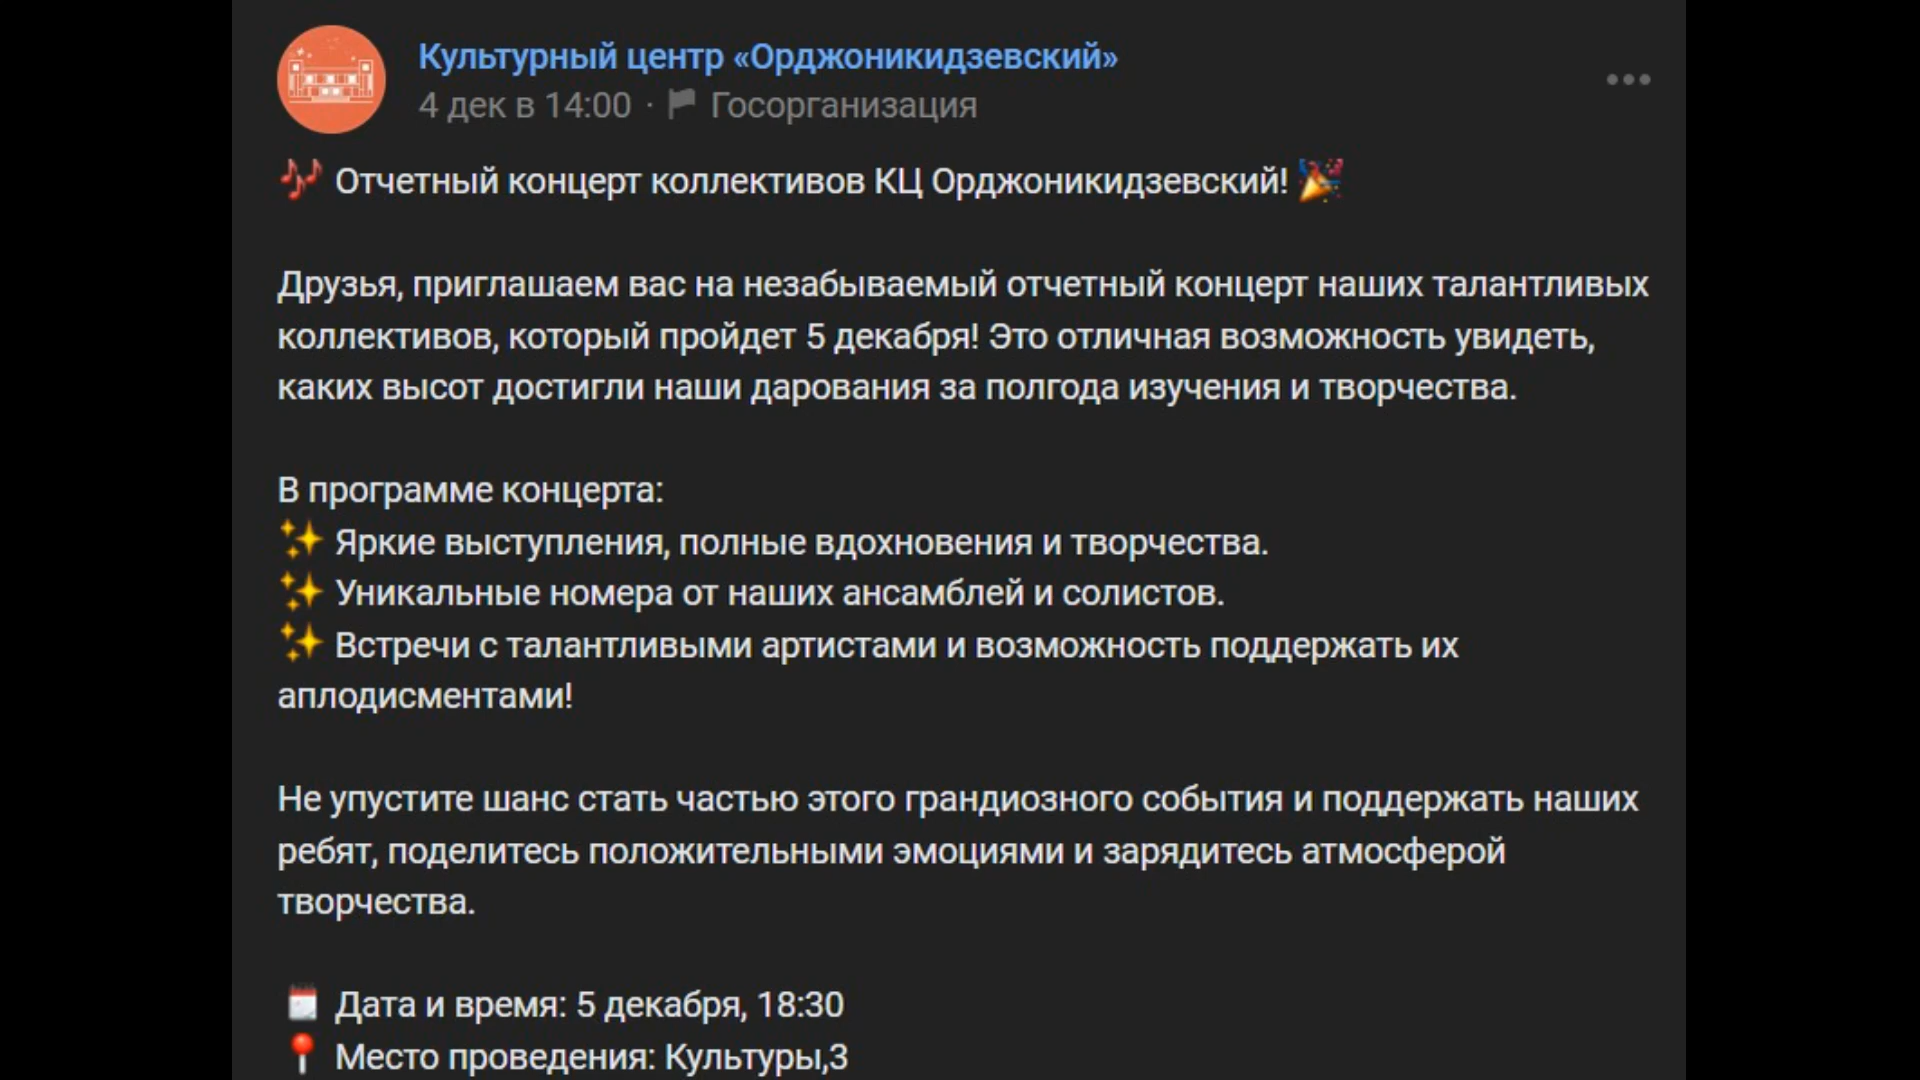 Культурный центр «Орджоникидзевский»
4 дек в 14:00 · Госорганизация
🎶 Отчетный концерт коллективов КЦ Орджоникидзевский! 🎉
Друзья, приглашаем вас на незабываемый отчетный концерт наших талантливых
коллективов, который пройдет 5 декабря! Это отличная возможность увидеть,
каких высот достигли наши дарования за полгода изучения и творчества.
В программе концерта:
✨ Яркие выступления, полные вдохновения и творчества.
✨ Уникальные номера от наших ансамблей и солистов.
✨ Встречи с талантливыми артистами и возможность поддержать их
аплодисментами!
Не упустите шанс стать частью этого грандиозного события и поддержать наших
ребят, поделитесь положительными эмоциями и зарядитесь атмосферой
творчества.
🗓 Дата и время: 5 декабря, 18:30
📍 Место проведения: Культуры,3